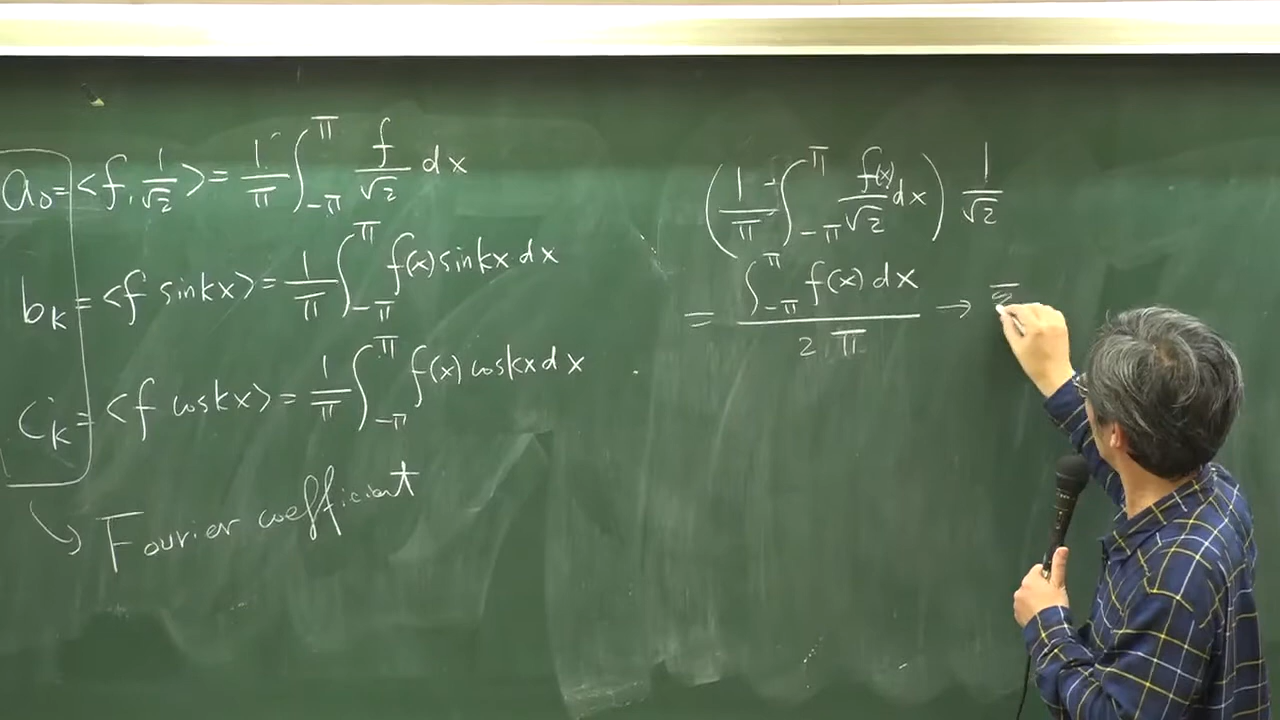 a₀ = <f, 1/√2> = 1/π ∫_{-π}^{π} f/√2 dx
b_K = <f sinkx> = 1/π ∫_{-π}^{π} f(x) sinkx dx
C_K = <f coskx> = 1/π ∫_{-π}^{π} f(x) coskx dx
↳ Fourier coefficient
(1/π ∫_{-π}^{π} f(x)/√2 dx) 1/√2
= ∫_{-π}^{π} f(x) dx / 2π →